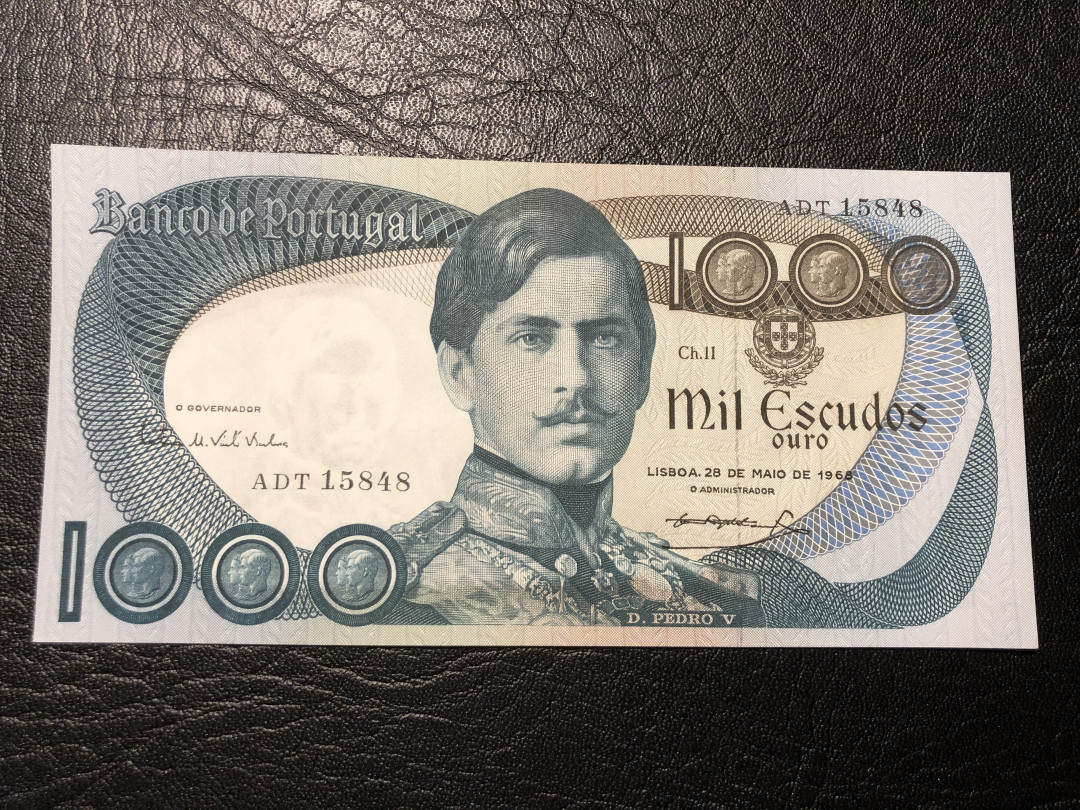 Banco de Portugal
ADT 15848
1000
Ch.11
Mil Escudos
ouro
O GOVERNADOR
LISBOA. 28 DE MAIO DE 1968
O ADMINISTRADOR
ADT 15848
1000
D. PEDRO V